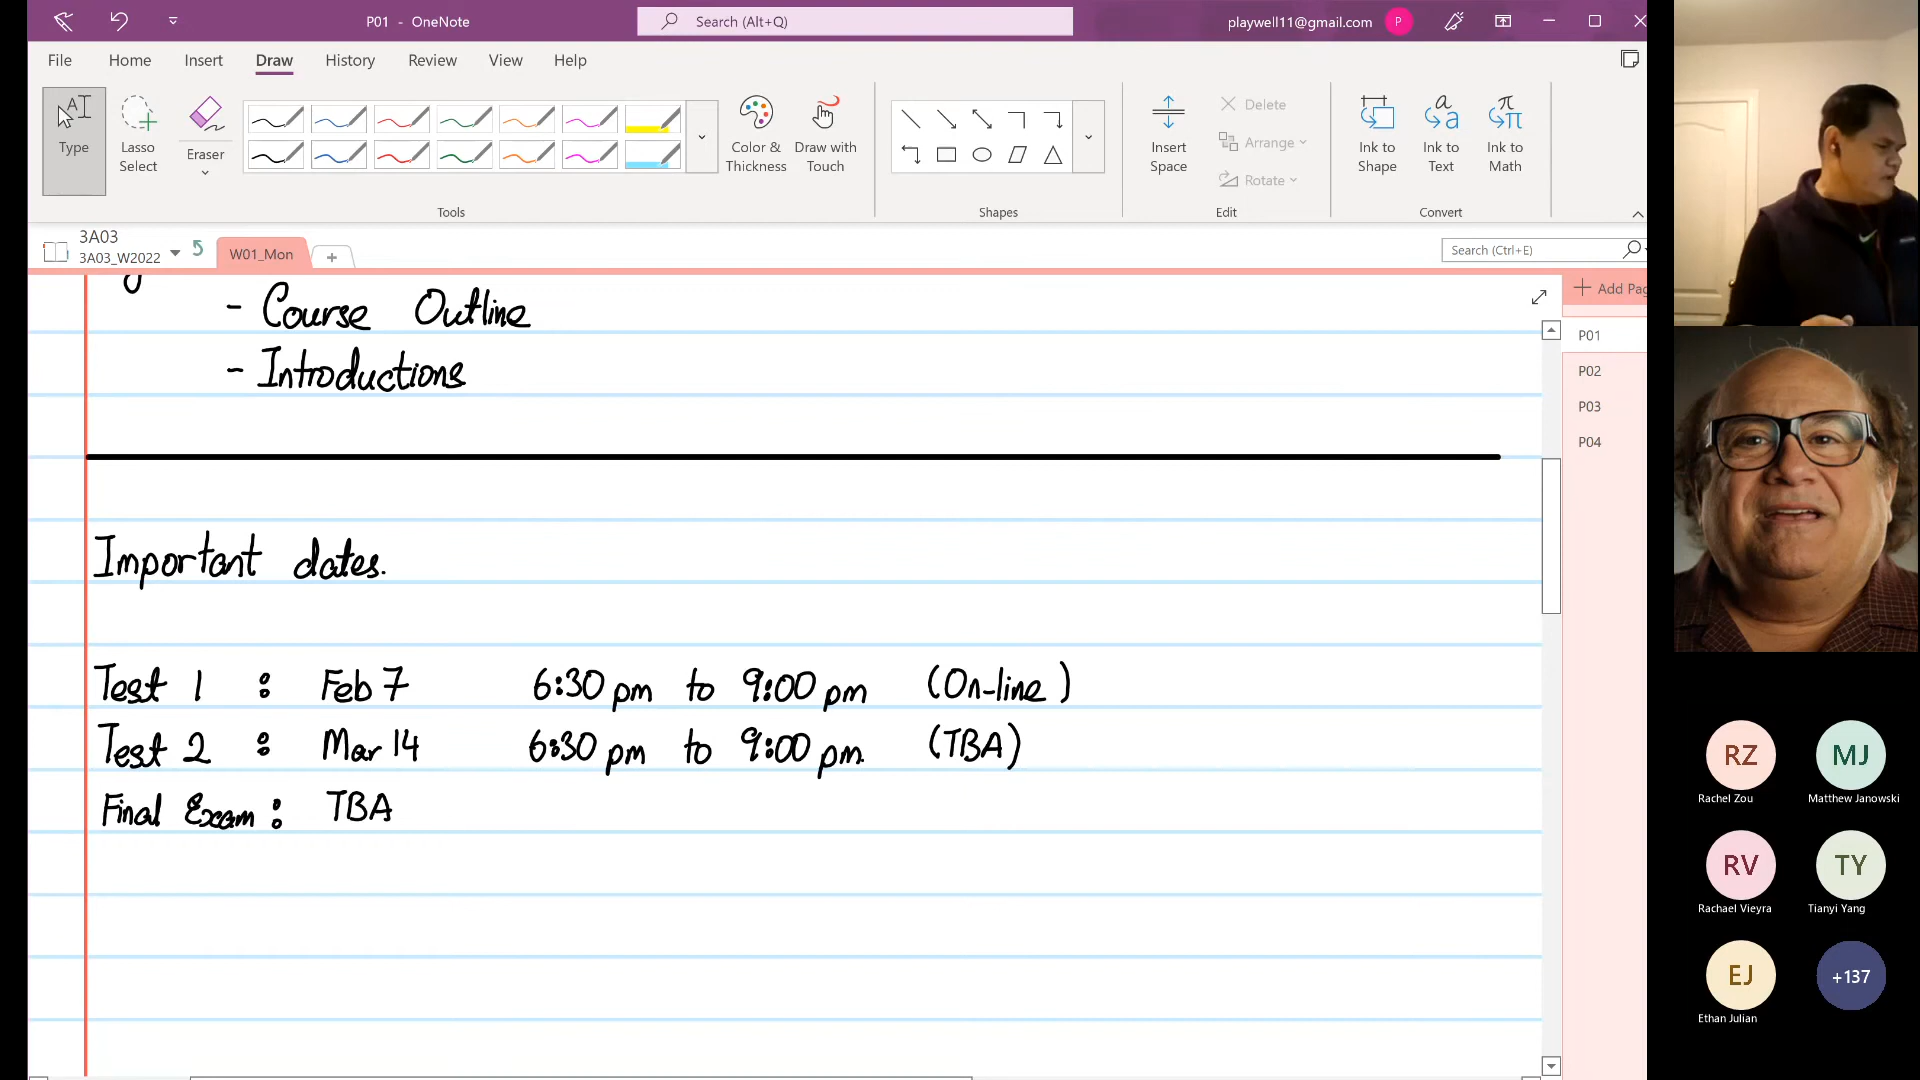 P01 - OneNote
Search (Alt+Q)
playwell11@gmail.com
P
File Home Insert Draw History Review View Help
Type
Lasso Select
Eraser
Color & Thickness
Draw with Touch
Insert Space
Delete
Arrange
Rotate
Ink to Shape
Ink to Text
Ink to Math
Tools Shapes Edit Convert
3A03
3A03_W2022
W01_Mon
Search (Ctrl+E)
Add Pag
P01
P02
P03
P04
- Course Outline
- Introductions
Important dates.
Test 1 : Feb 7 6:30 pm to 9:00 pm (On-line)
Test 2 : Mar 14 6:30 pm to 9:00 pm. (TBA)
Final Exam : TBA
RZ MJ
Rachel Zou Matthew Janowski
RV TY
Rachael Vieyra Tianyi Yang
EJ +137
Ethan Julian